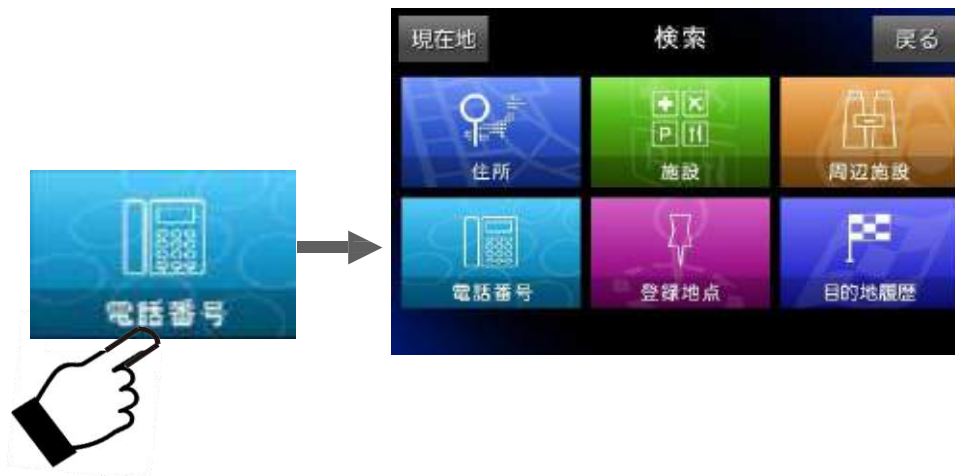 現在地 検索 戻る
住所 施設 周辺施設
電話番号 登録地点 目的地履歴
電話番号